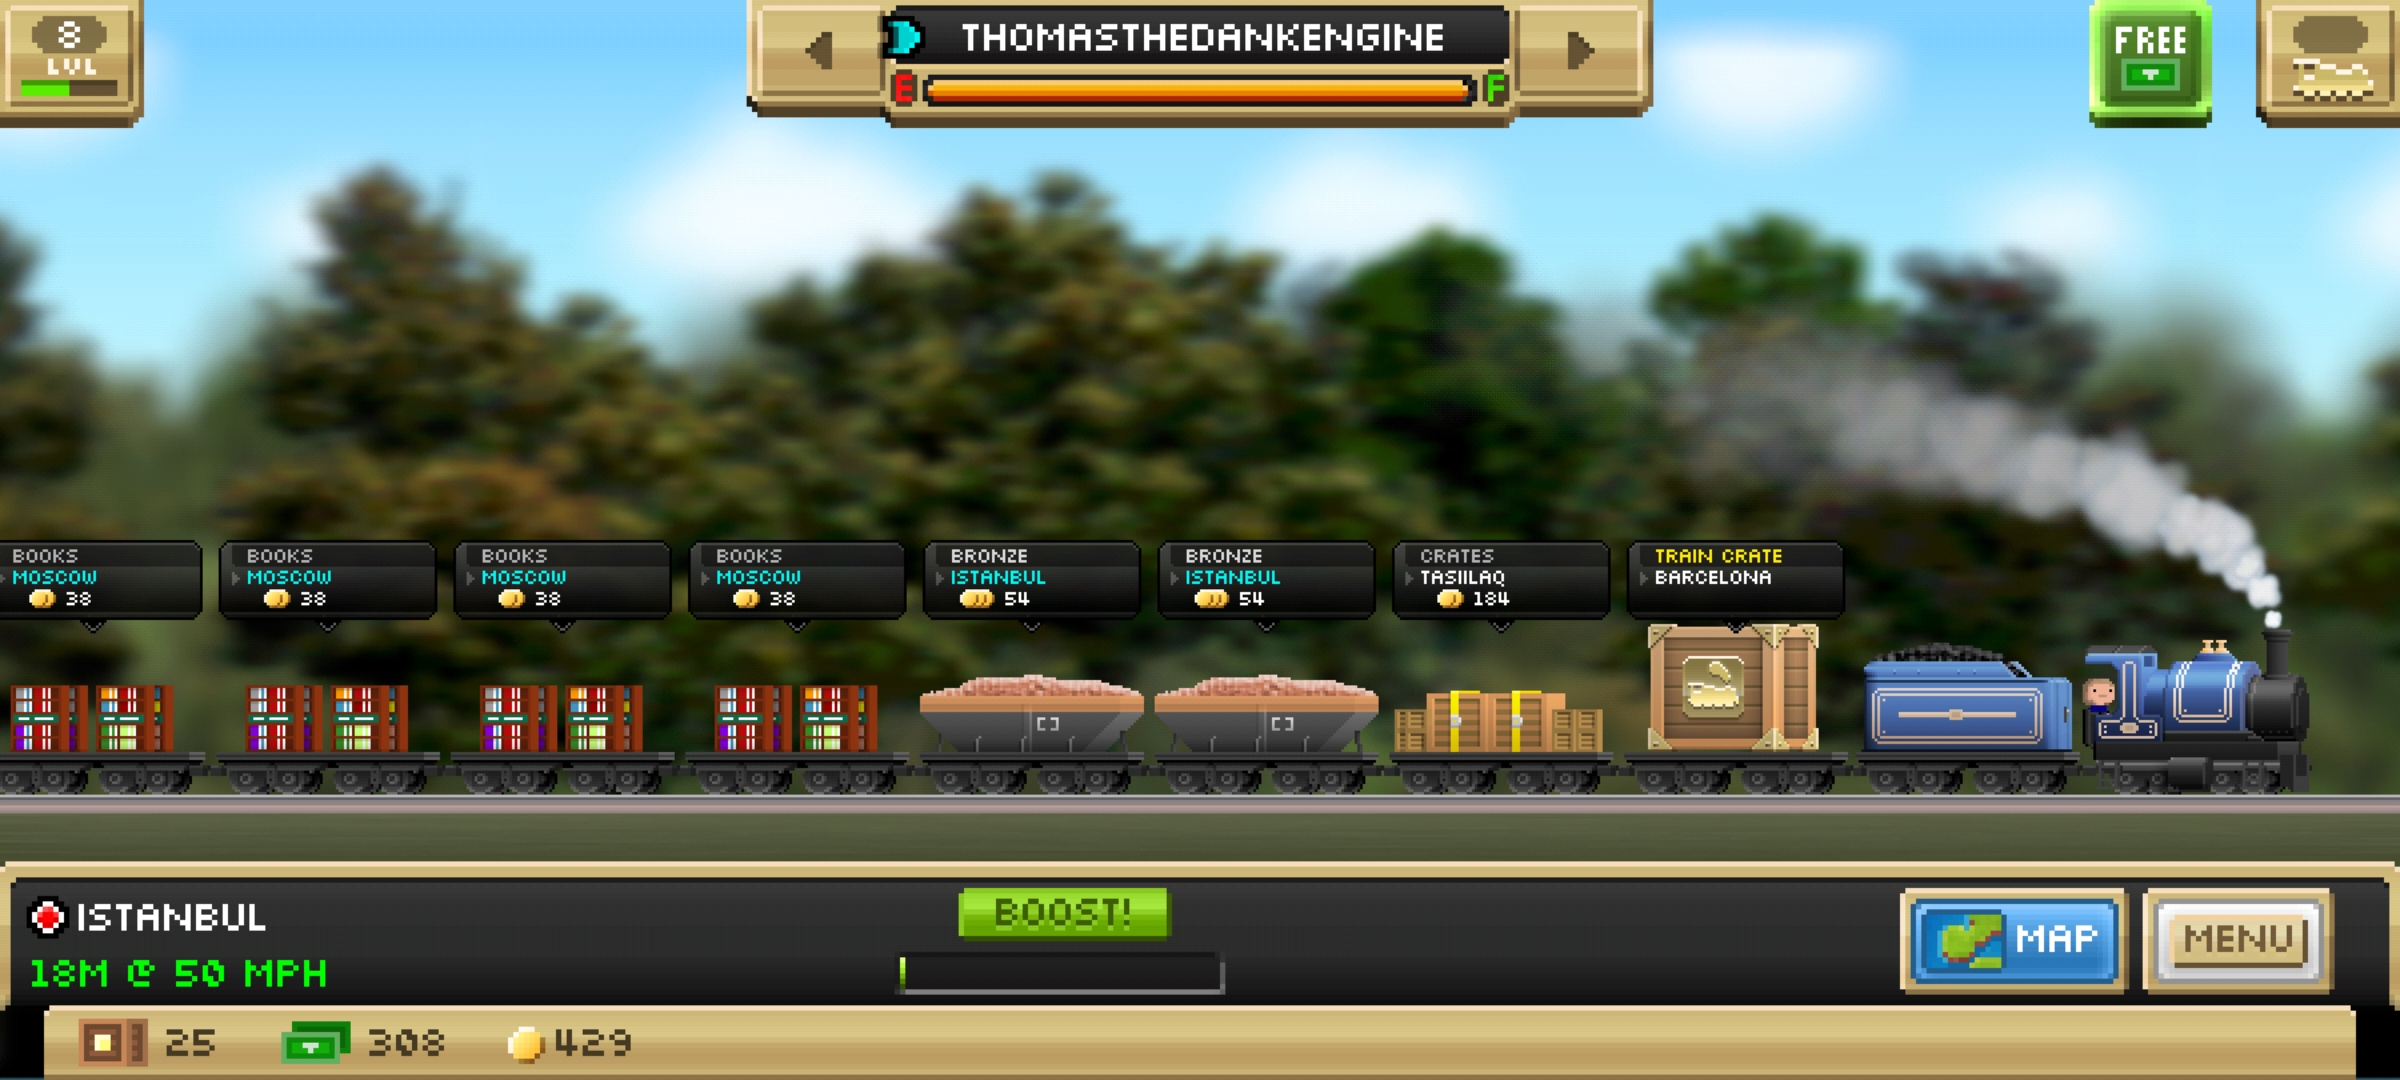 8
LVL
THOMASTHEDANKENGINE
E F
FREE
BOOKS
MOSCOW
38
BOOKS
MOSCOW
38
BOOKS
MOSCOW
38
BOOKS
MOSCOW
38
BRONZE
ISTANBUL
54
BRONZE
ISTANBUL
54
CRATES
TASIILAQ
184
TRAIN CRATE
BARCELONA
ISTANBUL
18M @ 50 MPH
BOOST!
MAP
MENU
25 308 429